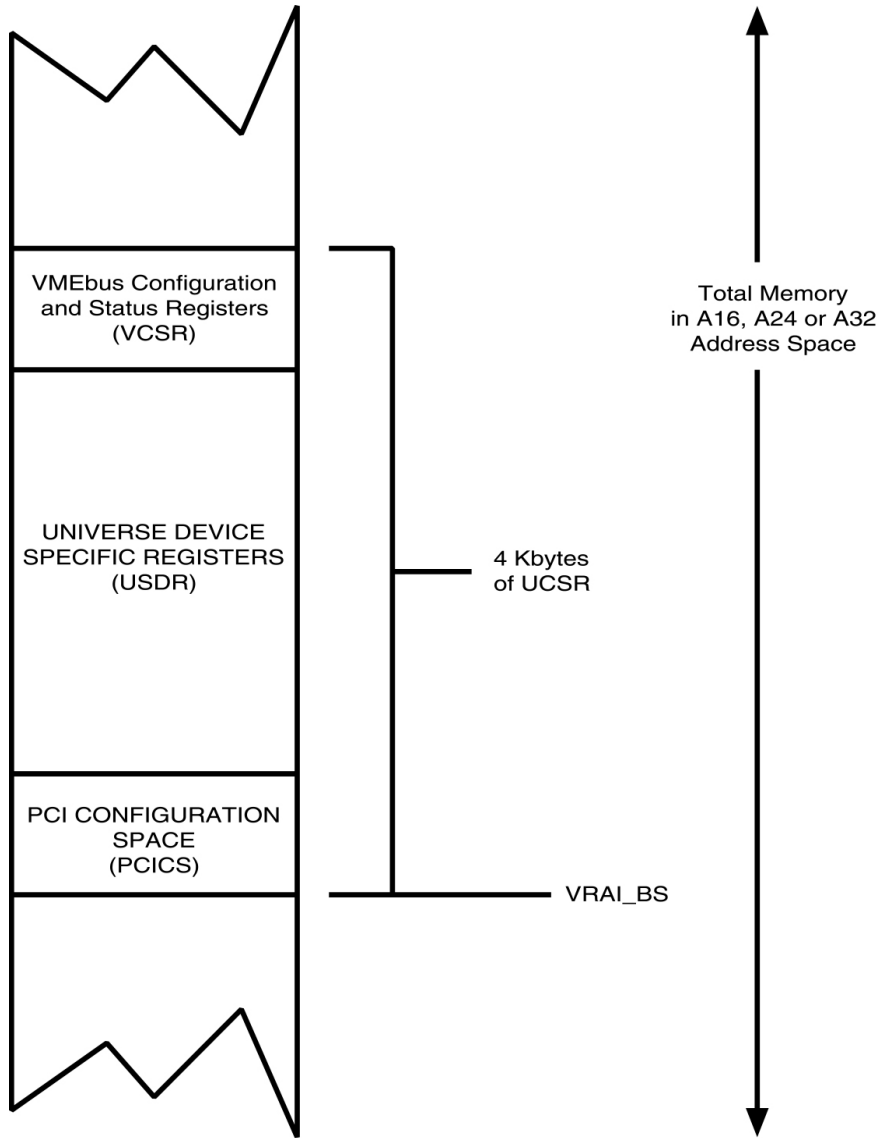 VMEbus Configuration
and Status Registers
(VCSR)
Total Memory
in A16, A24 or A32
Address Space
UNIVERSE DEVICE
SPECIFIC REGISTERS
(USDR)
4 Kbytes
of UCSR
PCI CONFIGURATION
SPACE
(PCICS)
VRAI_BS